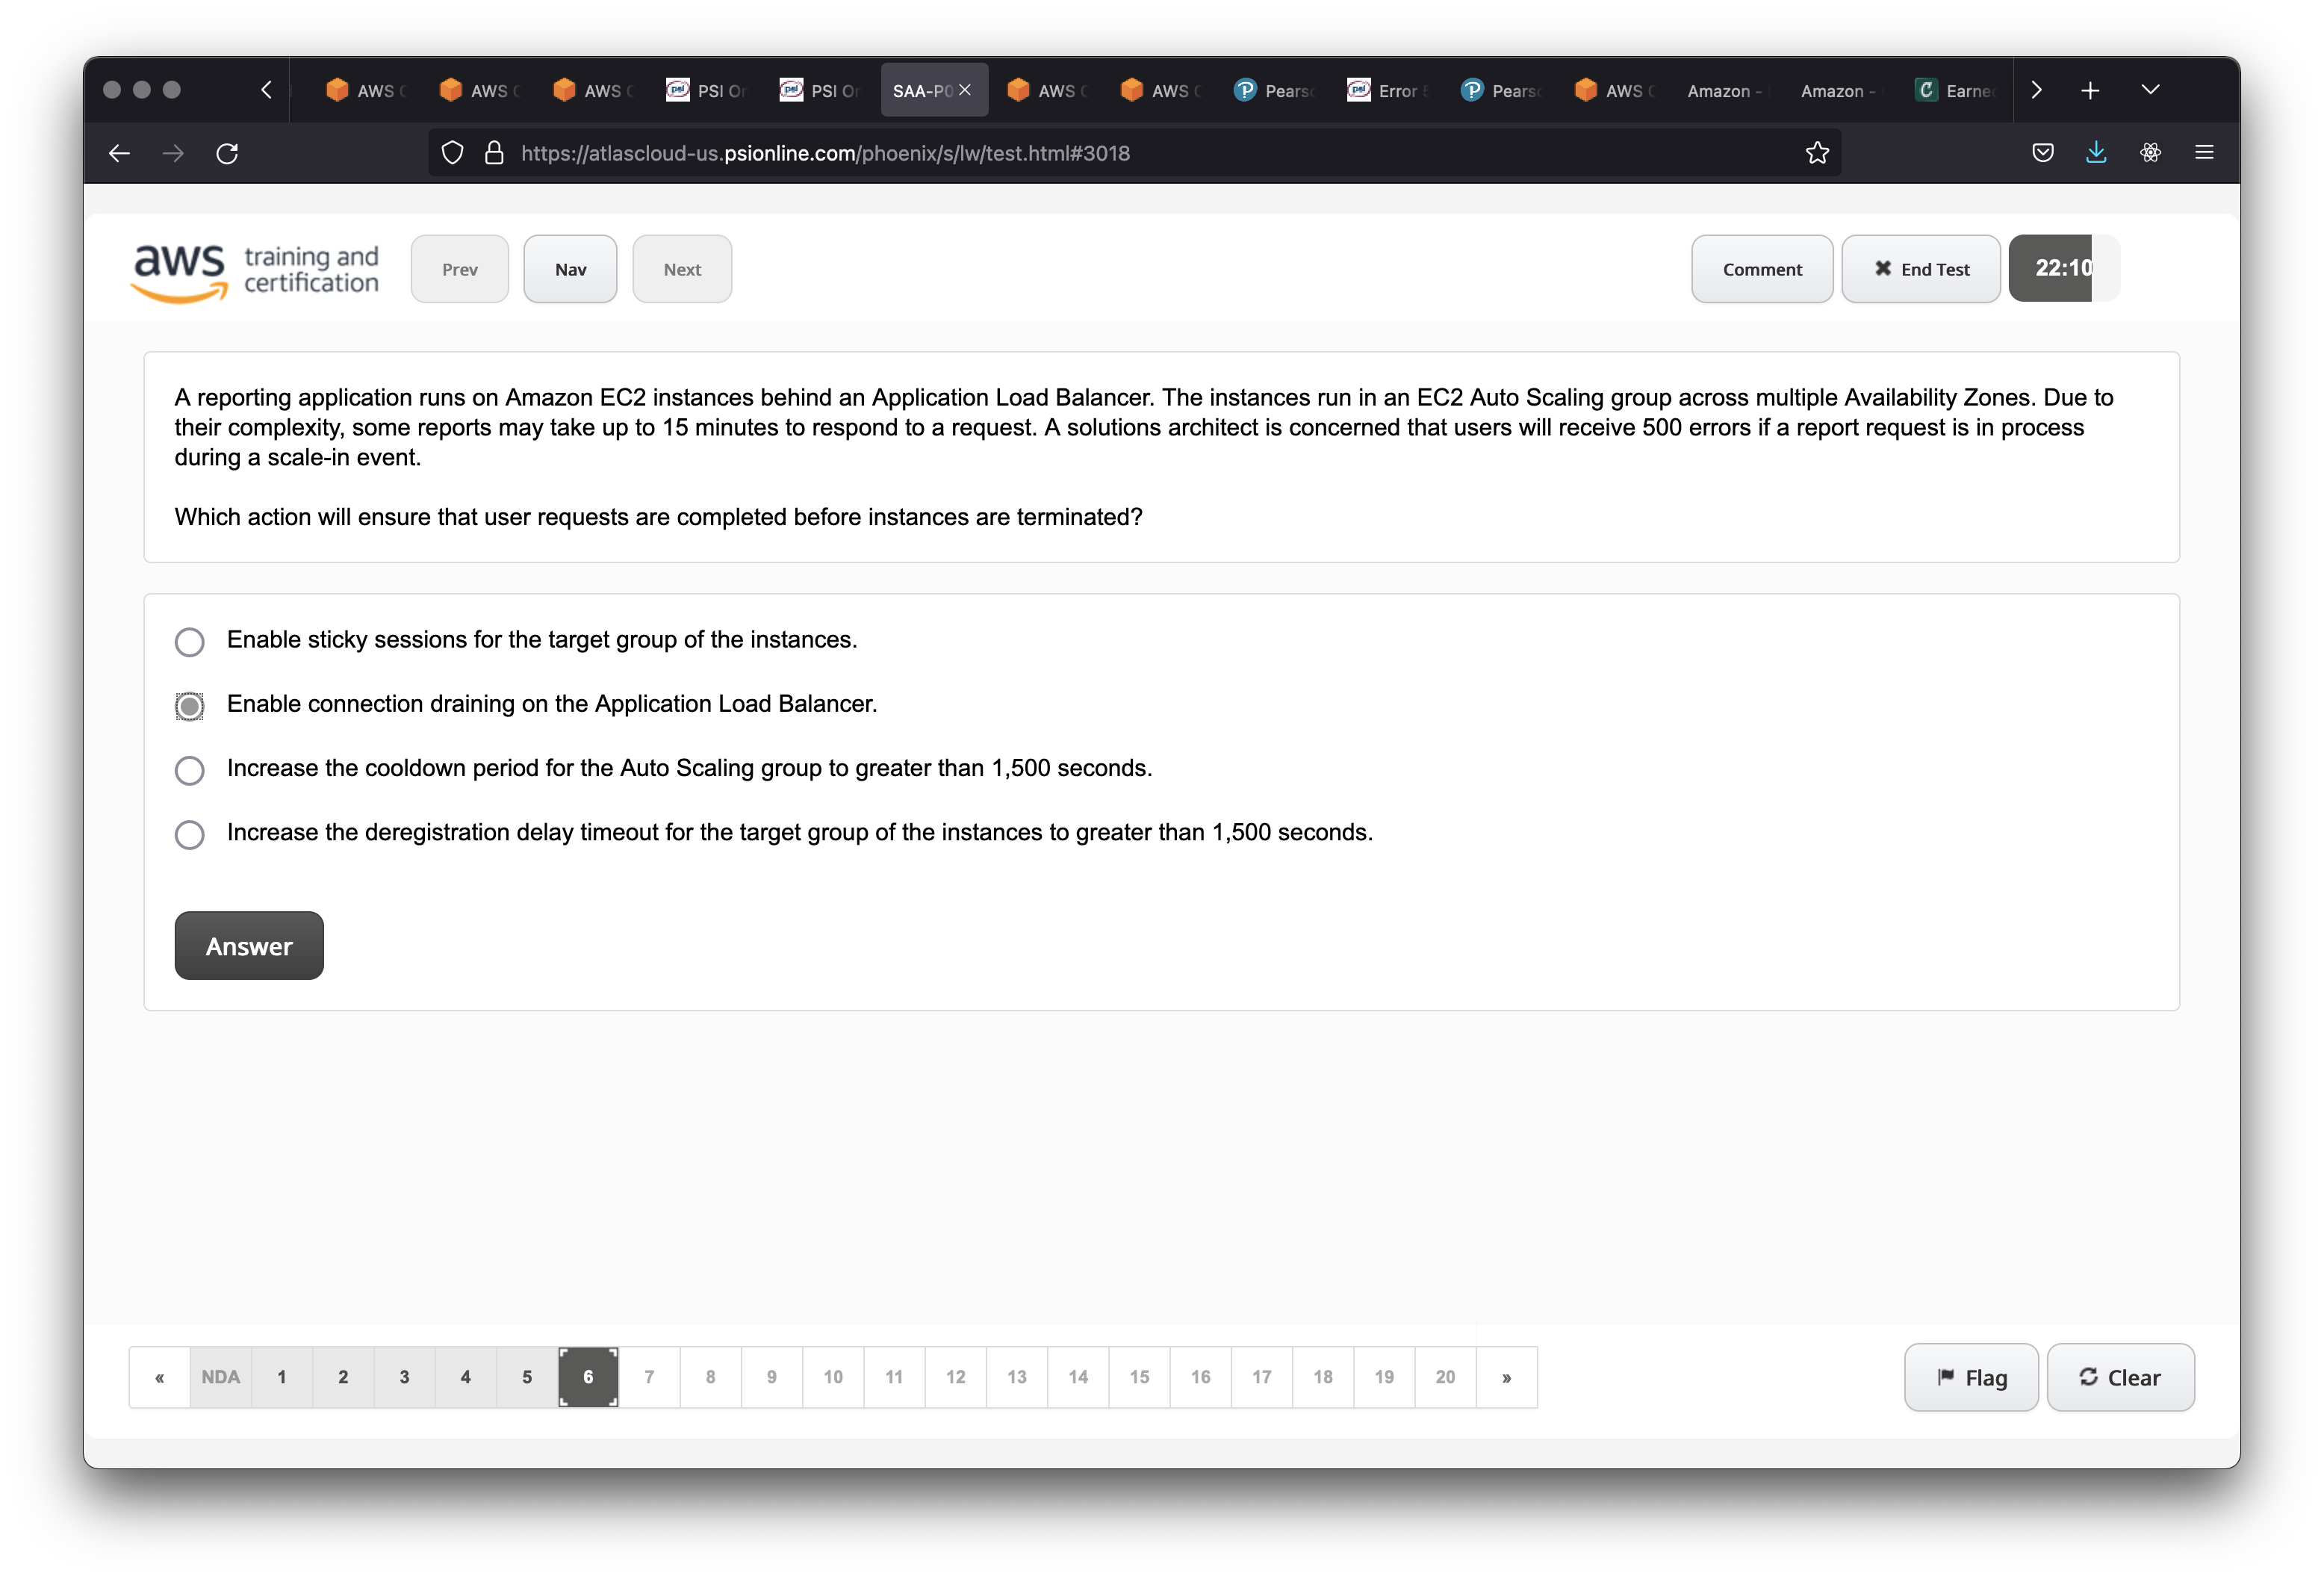 AWS
AWS
AWS
PSI
PSI
SAA-P0
AWS
AWS
Pears
Error
Pears
AWS
Amazon -
Amazon -
Earne
https://atlascloud-us.psionline.com/phoenix/s/lw/test.html#3018
aws training and
certification
Prev
Nav
Next
Comment
✖ End Test
22:10
A reporting application runs on Amazon EC2 instances behind an Application Load Balancer. The instances run in an EC2 Auto Scaling group across multiple Availability Zones. Due to
their complexity, some reports may take up to 15 minutes to respond to a request. A solutions architect is concerned that users will receive 500 errors if a report request is in process
during a scale-in event.
Which action will ensure that user requests are completed before instances are terminated?
Enable sticky sessions for the target group of the instances.
Enable connection draining on the Application Load Balancer.
Increase the cooldown period for the Auto Scaling group to greater than 1,500 seconds.
Increase the deregistration delay timeout for the target group of the instances to greater than 1,500 seconds.
Answer
« NDA 1 2 3 4 5 6 7 8 9 10 11 12 13 14 15 16 17 18 19 20 »
Flag
Clear